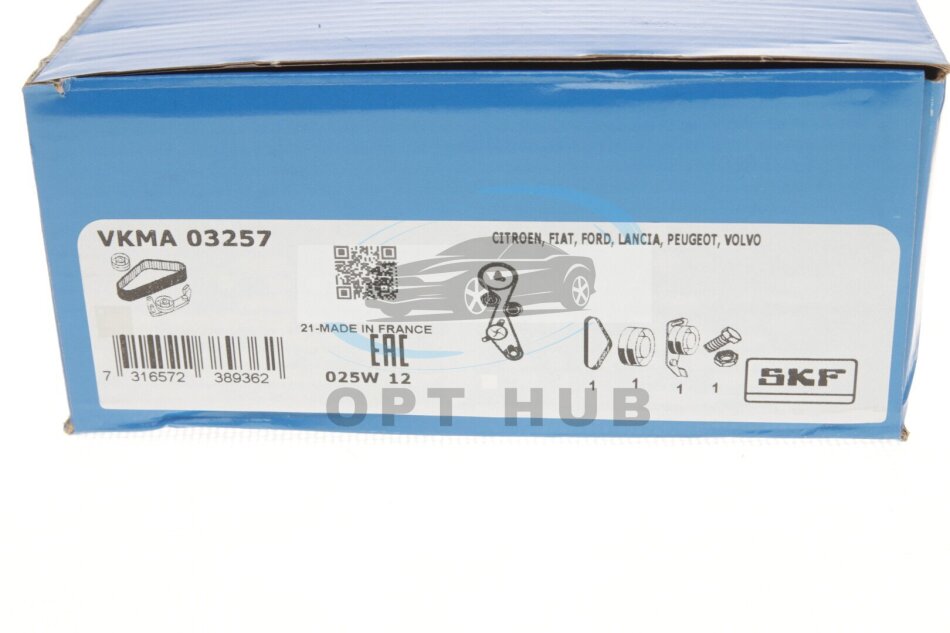 VKMA 03257
CITROEN, FIAT, FORD, LANCIA, PEUGEOT, VOLVO
21-MADE IN FRANCE
EAC
025W 12
7 316572 389362
1 1 1 1
SKF
OPT HUB